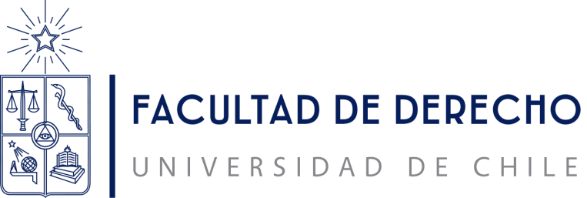 FACULTAD DE DERECHO
UNIVERSIDAD DE CHILE